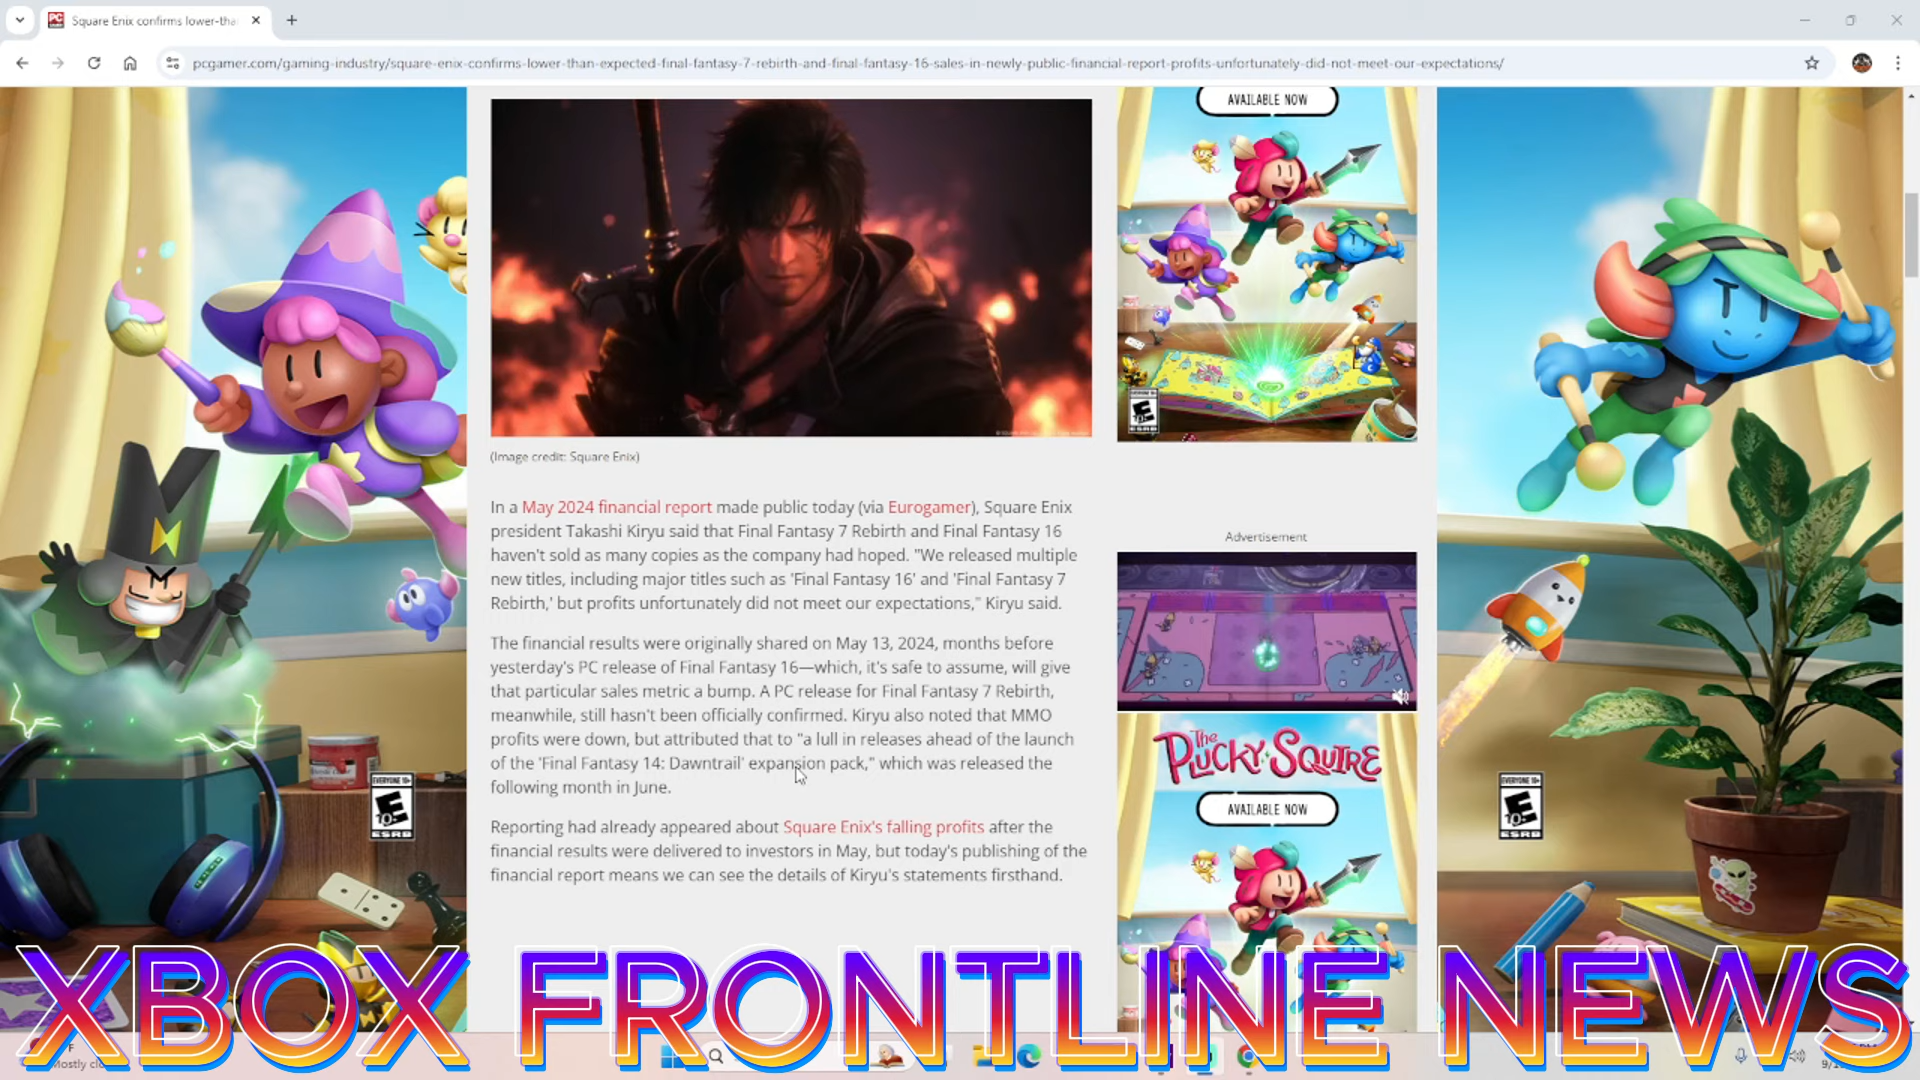 Square Enix confirms lower-tha
pcgamer.com/gaming-industry/square-enix-confirms-lower-than-expected-final-fantasy-7-rebirth-and-final-fantasy-16-sales-in-newly-public-financial-report-profits-unfortunately-did-not-meet-our-expectations/
AVAILABLE NOW
EVERYONE 10+
E
10+
ESRB
(Image credit: Square Enix)
In a May 2024 financial report made public today (via Eurogamer), Square Enix
president Takashi Kiryu said that Final Fantasy 7 Rebirth and Final Fantasy 16
haven't sold as many copies as the company had hoped. "We released multiple
new titles, including major titles such as 'Final Fantasy 16' and 'Final Fantasy 7
Rebirth,' but profits unfortunately did not meet our expectations," Kiryu said.
The financial results were originally shared on May 13, 2024, months before
yesterday's PC release of Final Fantasy 16—which, it's safe to assume, will give
that particular sales metric a bump. A PC release for Final Fantasy 7 Rebirth,
meanwhile, still hasn't been officially confirmed. Kiryu also noted that MMO
profits were down, but attributed that to "a lull in releases ahead of the launch
of the 'Final Fantasy 14: Dawntrail' expansion pack," which was released the
following month in June.
Reporting had already appeared about Square Enix's falling profits after the
financial results were delivered to investors in May, but today's publishing of the
financial report means we can see the details of Kiryu's statements firsthand.
Advertisement
The
Plucky Squire
AVAILABLE NOW
EVERYONE 10+
E
10+
ESRB
EVERYONE 10+
E
10+
ESRB
XBOX FRONTLINE NEWS